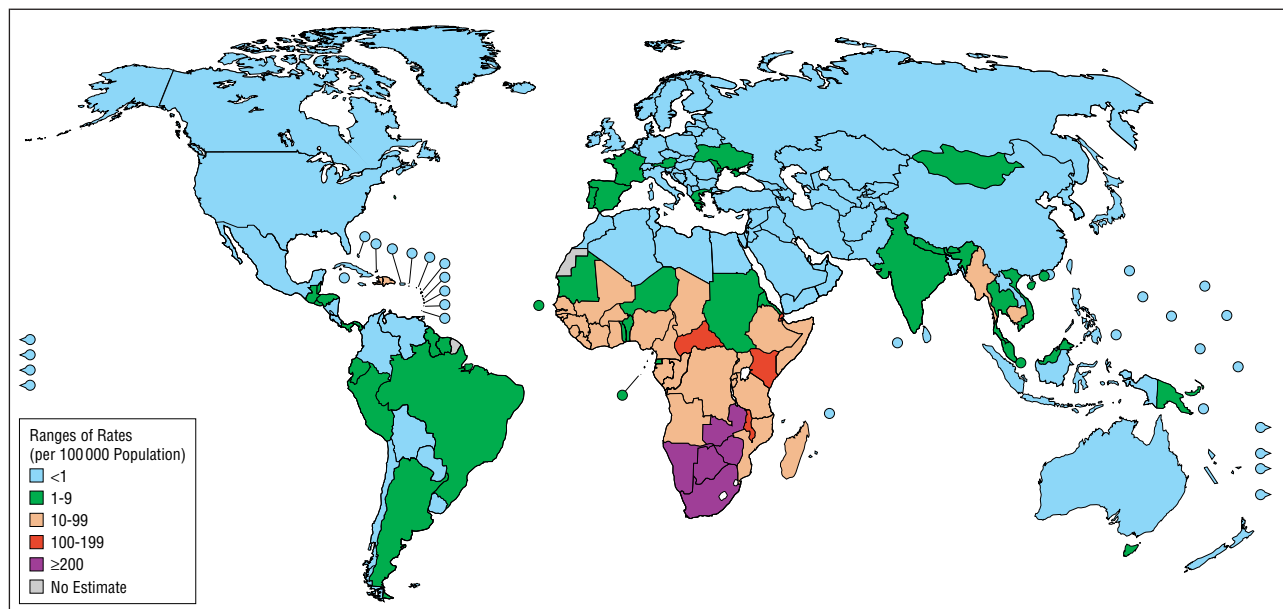 Ranges of Rates
(per 100 000 Population)
<1
1-9
10-99
100-199
≥200
No Estimate